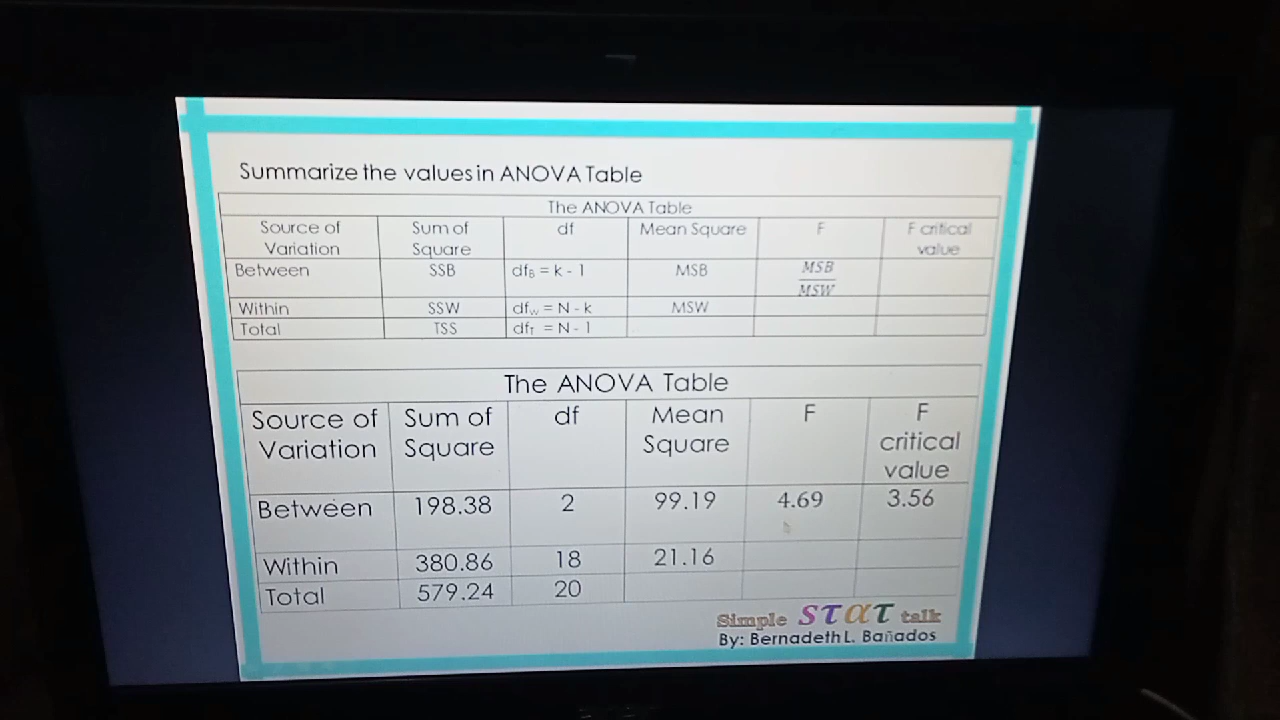 Summarize the values in ANOVA Table
The ANOVA Table
Source of Variation Sum of Square df Mean Square F F critical value
Between SSB df_B = k - 1 MSB MSB/MSW
Within SSW df_w = N - k MSW
Total TSS df_T = N - 1
The ANOVA Table
Source of Variation Sum of Square df Mean Square F F critical value
Between 198.38 2 99.19 4.69 3.56
Within 380.86 18 21.16
Total 579.24 20
Simple STαT talk
By: Bernadeth L. Bañados